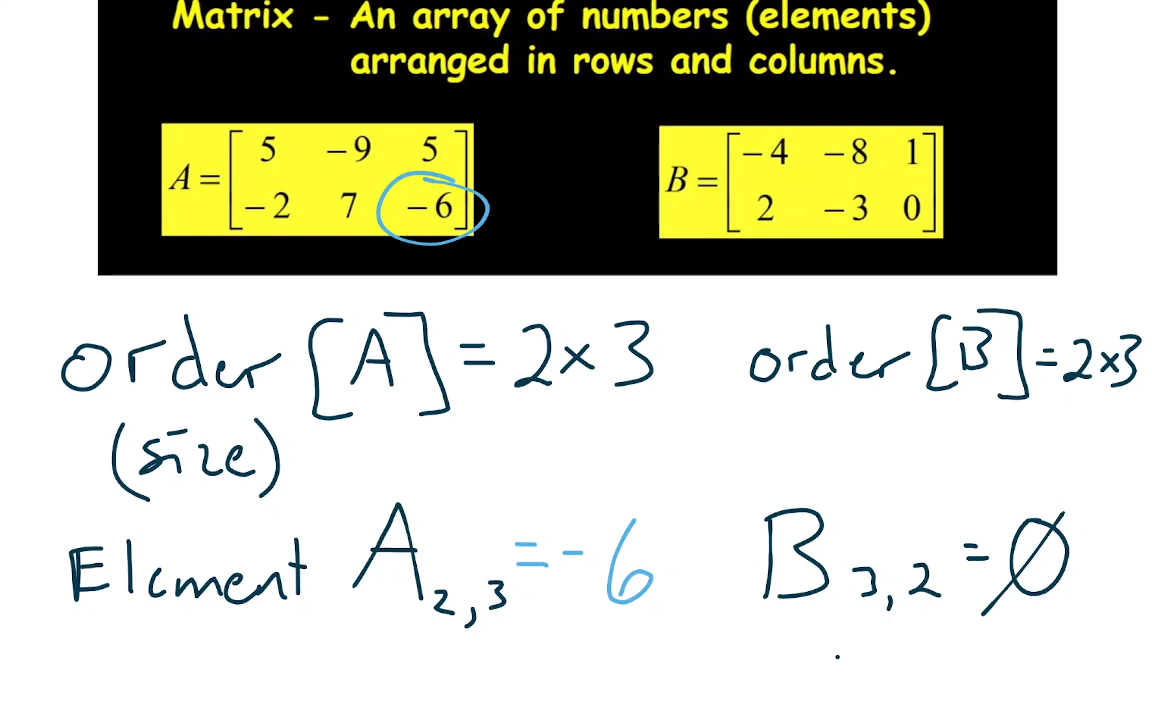 Matrix - An array of numbers (elements)
arranged in rows and columns.
A = [ 5 -9 5
-2 7 -6 ]
B = [ -4 -8 1
2 -3 0 ]
order [A] = 2×3
order [B] = 2×3
(size)
Element A2,3 = -6
B3,2 = ∅